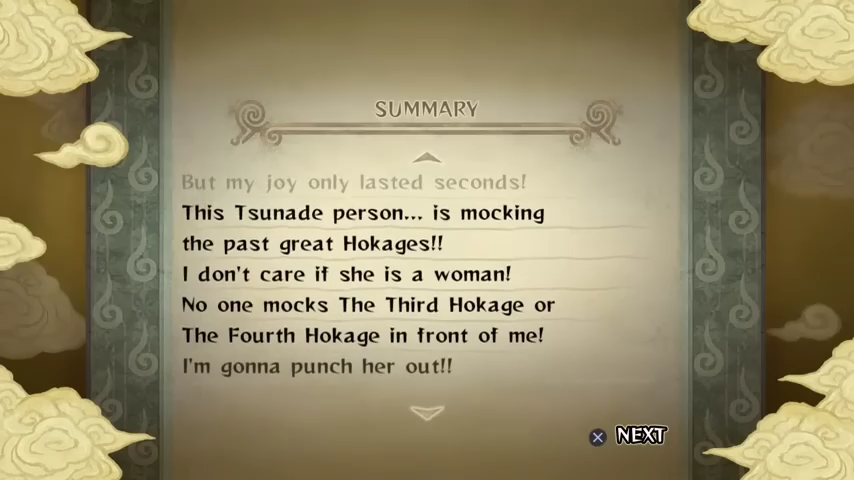 SUMMARY
But my joy only lasted seconds!
This Tsunade person... is mocking
the past great Hokages!!
I don't care if she is a woman!
No one mocks The Third Hokage or
The Fourth Hokage in front of me!
I'm gonna punch her out!!
NEXT